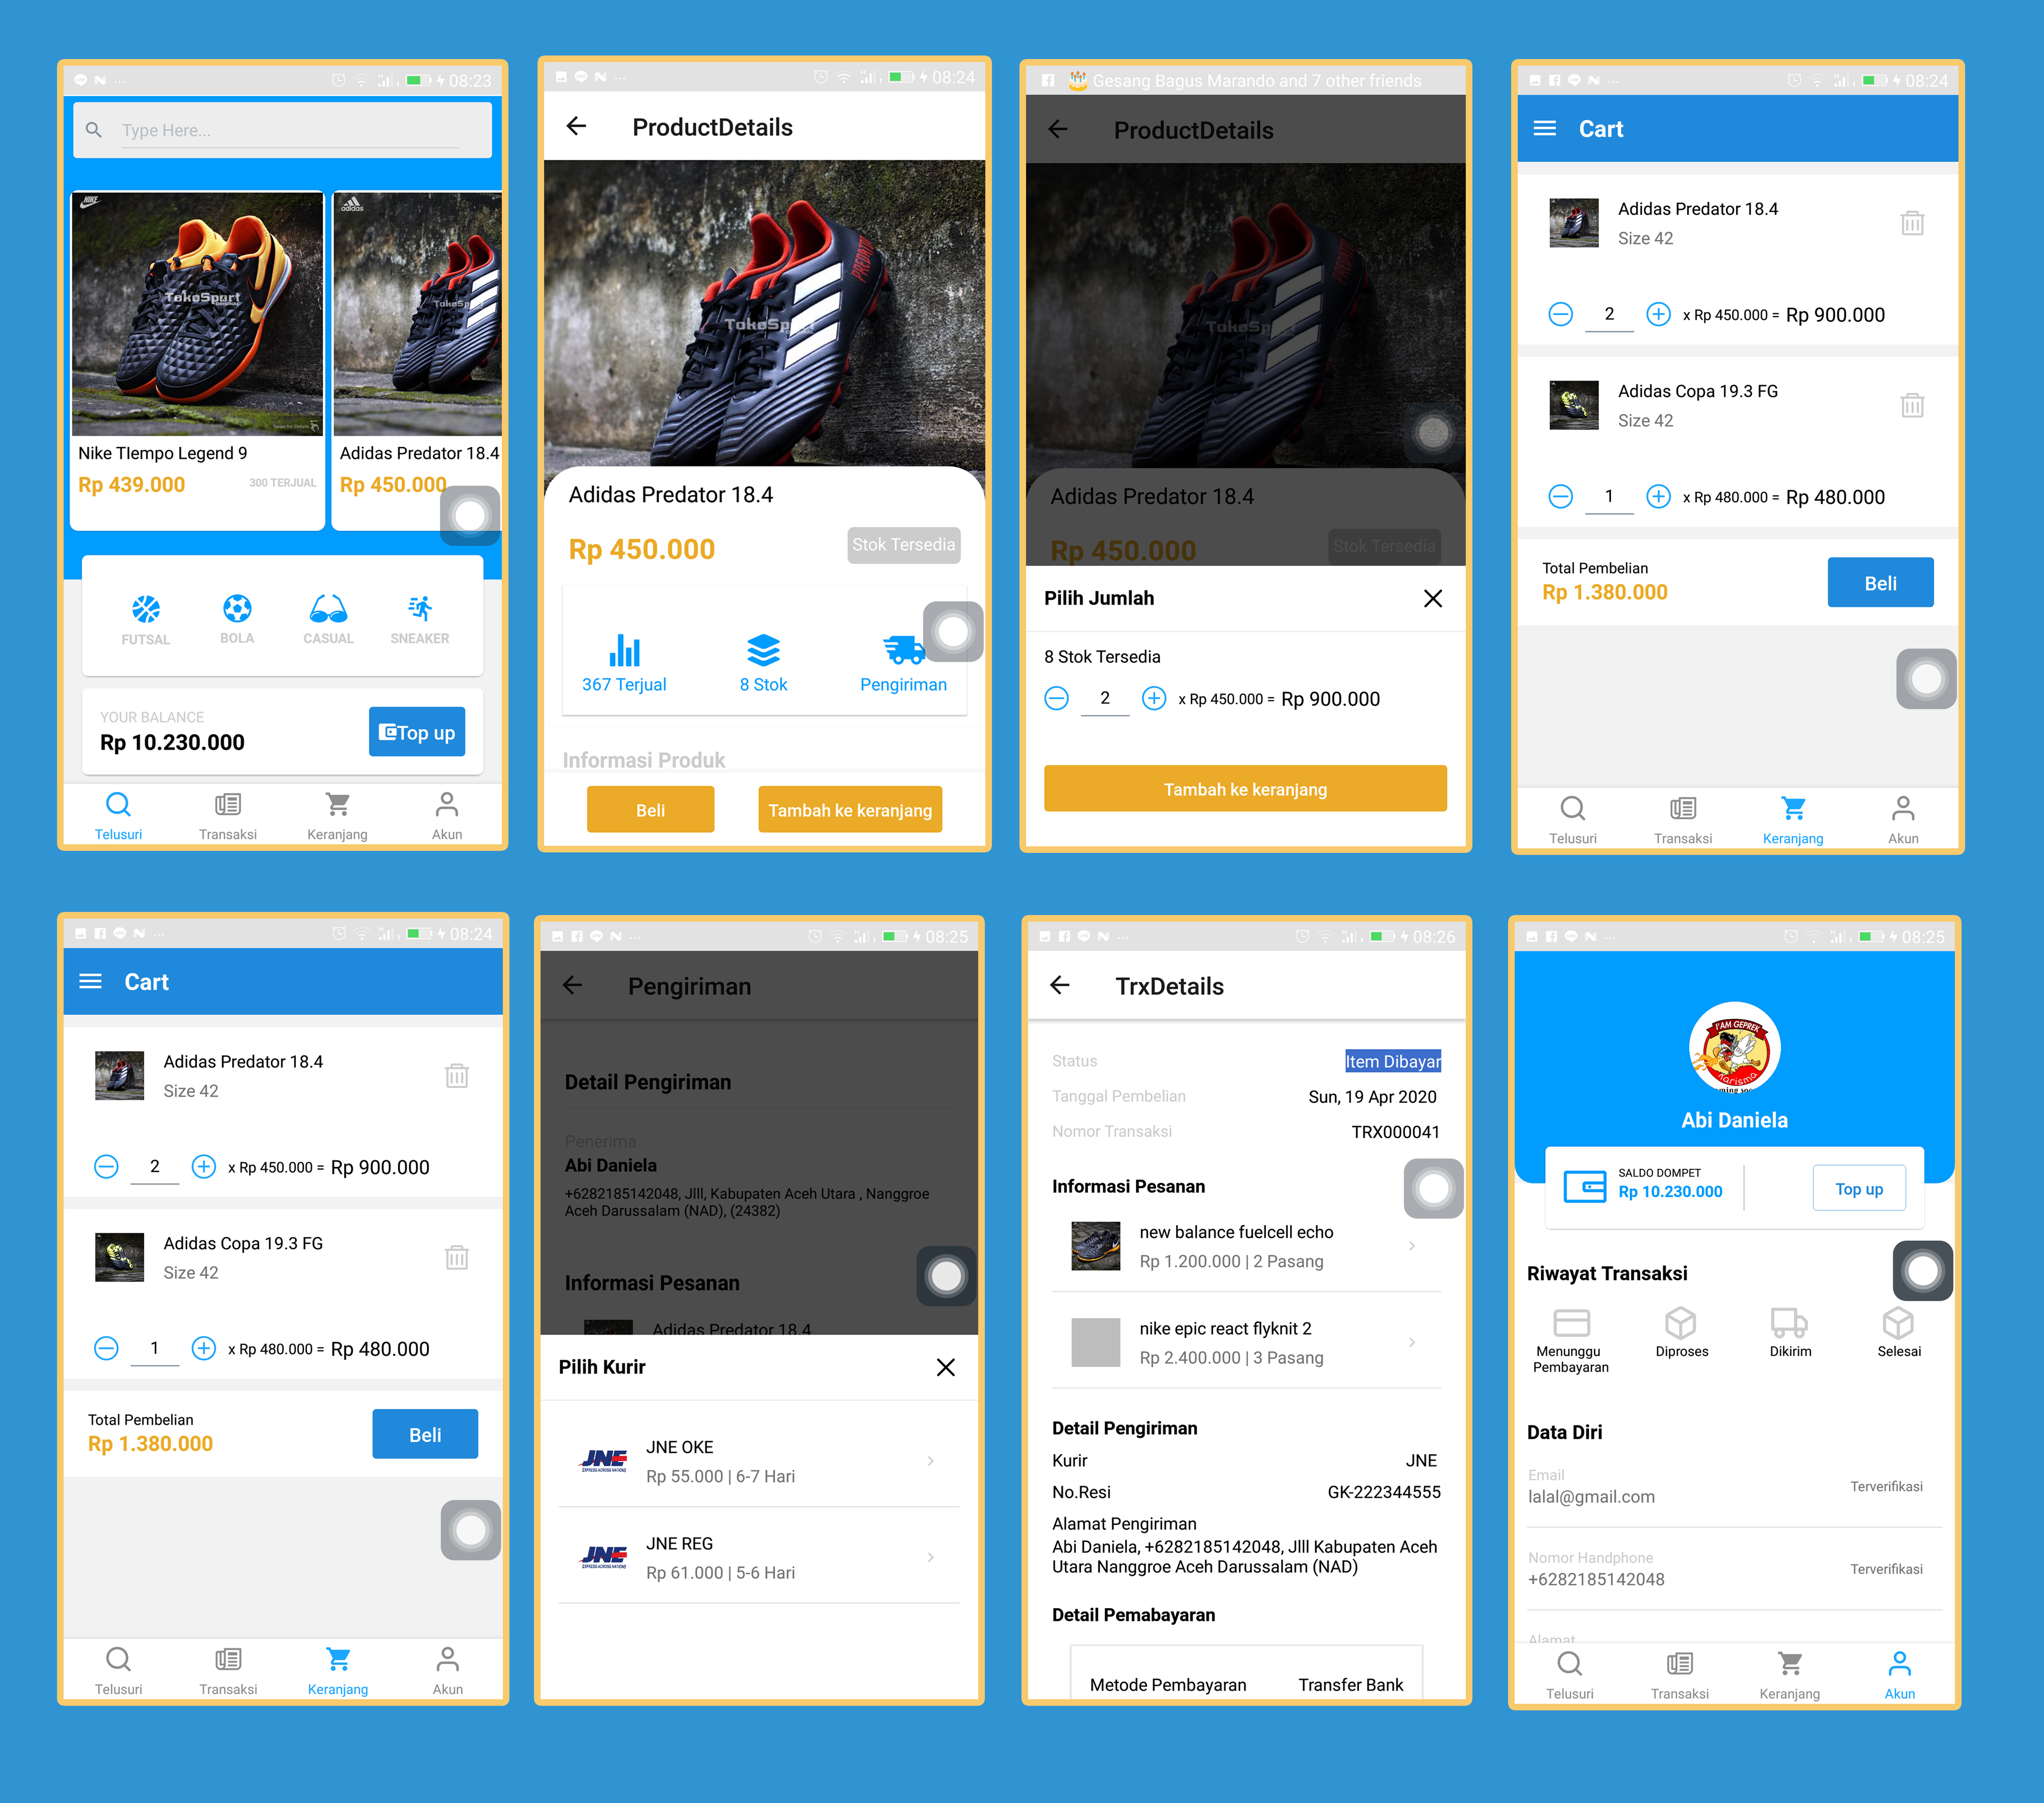 08:23
Type Here...
NIKE
adidas
TokoSport
TokoSp
Nike TIempo Legend 9
Adidas Predator 18.4
Rp 439.000
300 TERJUAL
Rp 450.000
FUTSAL
BOLA
CASUAL
SNEAKER
YOUR BALANCE
Rp 10.230.000
Top up
Telusuri
Transaksi
Keranjang
Akun
08:24
ProductDetails
PREDATOR
TokoSport
Adidas Predator 18.4
Rp 450.000
Stok Tersedia
367 Terjual
8 Stok
Pengiriman
Informasi Produk
Beli
Tambah ke keranjang
Gesang Bagus Marando and 7 other friends
ProductDetails
PREDATOR
TokoSport
Adidas Predator 18.4
Rp 450.000
Stok Tersedia
Pilih Jumlah
8 Stok Tersedia
2 x Rp 450.000 = Rp 900.000
Tambah ke keranjang
08:24
Cart
Adidas Predator 18.4
Size 42
2 x Rp 450.000 = Rp 900.000
Adidas Copa 19.3 FG
Size 42
1 x Rp 480.000 = Rp 480.000
Total Pembelian
Rp 1.380.000
Beli
Telusuri
Transaksi
Keranjang
Akun
08:24
Cart
Adidas Predator 18.4
Size 42
2 x Rp 450.000 = Rp 900.000
Adidas Copa 19.3 FG
Size 42
1 x Rp 480.000 = Rp 480.000
Total Pembelian
Rp 1.380.000
Beli
Telusuri
Transaksi
Keranjang
Akun
08:25
Pengiriman
Detail Pengiriman
Penerima
Abi Daniela
+6282185142048, Jlll, Kabupaten Aceh Utara , Nanggroe
Aceh Darussalam (NAD), (24382)
Informasi Pesanan
Adidas Predator 18.4
Pilih Kurir
JNE
EXPRESS ACROSS NATIONS
JNE OKE
Rp 55.000 | 6-7 Hari
JNE
EXPRESS ACROSS NATIONS
JNE REG
Rp 61.000 | 5-6 Hari
08:26
TrxDetails
Status
Item Dibayar
Tanggal Pembelian
Sun, 19 Apr 2020
Nomor Transaksi
TRX000041
Informasi Pesanan
new balance fuelcell echo
Rp 1.200.000 | 2 Pasang
nike epic react flyknit 2
Rp 2.400.000 | 3 Pasang
Detail Pengiriman
Kurir
JNE
No.Resi
GK-222344555
Alamat Pengiriman
Abi Daniela, +6282185142048, Jlll Kabupaten Aceh
Utara Nanggroe Aceh Darussalam (NAD)
Detail Pemabayaran
Metode Pembayaran
Transfer Bank
08:25
I'AM GEPREK
Karisma
Abi Daniela
SALDO DOMPET
Rp 10.230.000
Top up
Riwayat Transaksi
Menunggu
Pembayaran
Diproses
Dikirim
Selesai
Data Diri
Email
lalal@gmail.com
Terverifikasi
Nomor Handphone
+6282185142048
Terverifikasi
Alamat
Telusuri
Transaksi
Keranjang
Akun